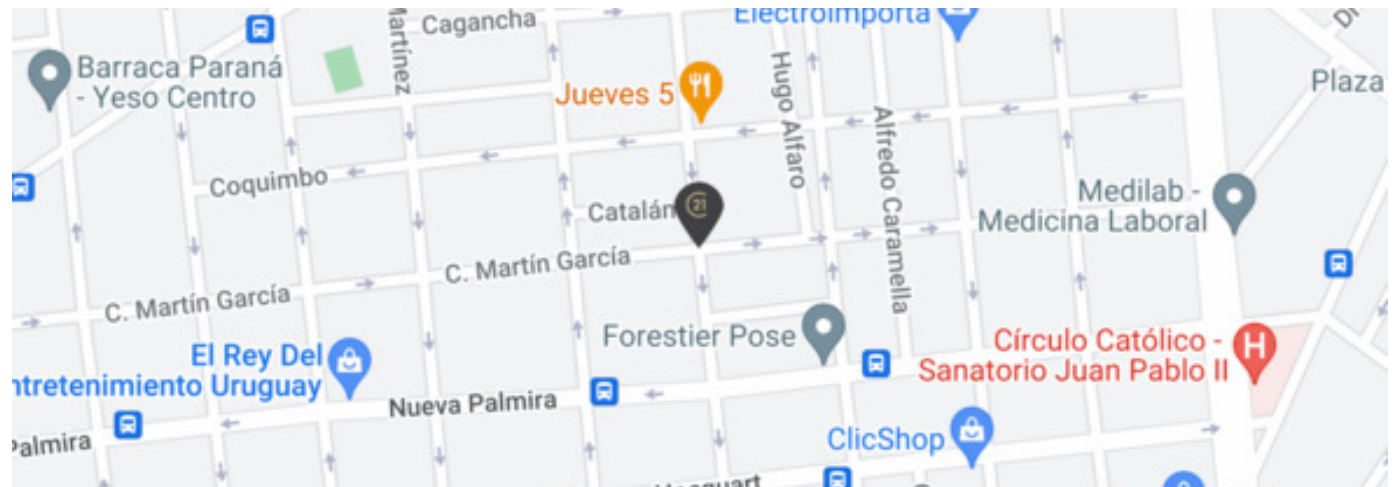 Cagancha
Electroimporta
Martínez
Barraca Paraná
- Yeso Centro
Plaza
Jueves 5
Hugo Alfaro
Alfredo Caramella
Coquimbo
21
Catalán
Medilab -
Medicina Laboral
C. Martín García
C. Martín García
Forestier Pose
Círculo Católico -
Sanatorio Juan Pablo II
H
El Rey Del
ntretenimiento Uruguay
Nueva Palmira
Palmira
ClicShop